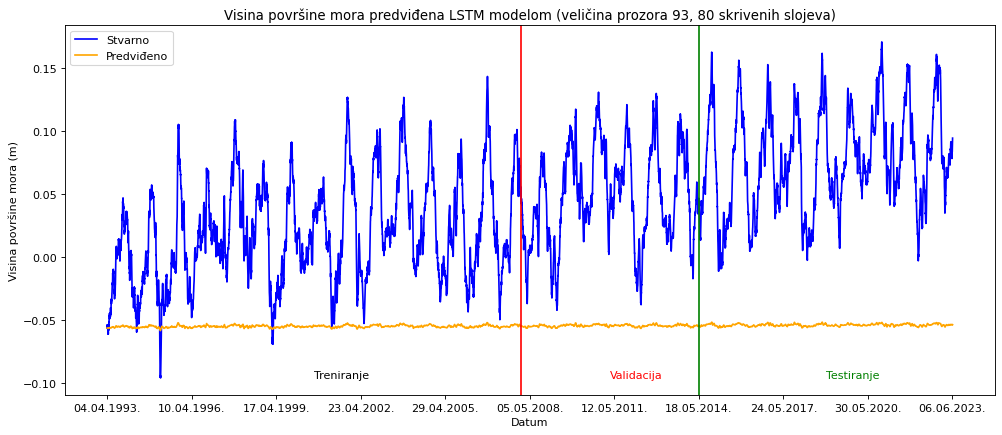 Visina površine mora predviđena LSTM modelom (veličina prozora 93, 80 skrivenih slojeva)
Stvarno
Predviđeno
Visina površine mora (m)
0.15
0.10
0.05
0.00
−0.05
−0.10
Treniranje
Validacija
Testiranje
04.04.1993.
10.04.1996.
17.04.1999.
23.04.2002.
29.04.2005.
05.05.2008.
12.05.2011.
18.05.2014.
24.05.2017.
30.05.2020.
06.06.2023.
Datum